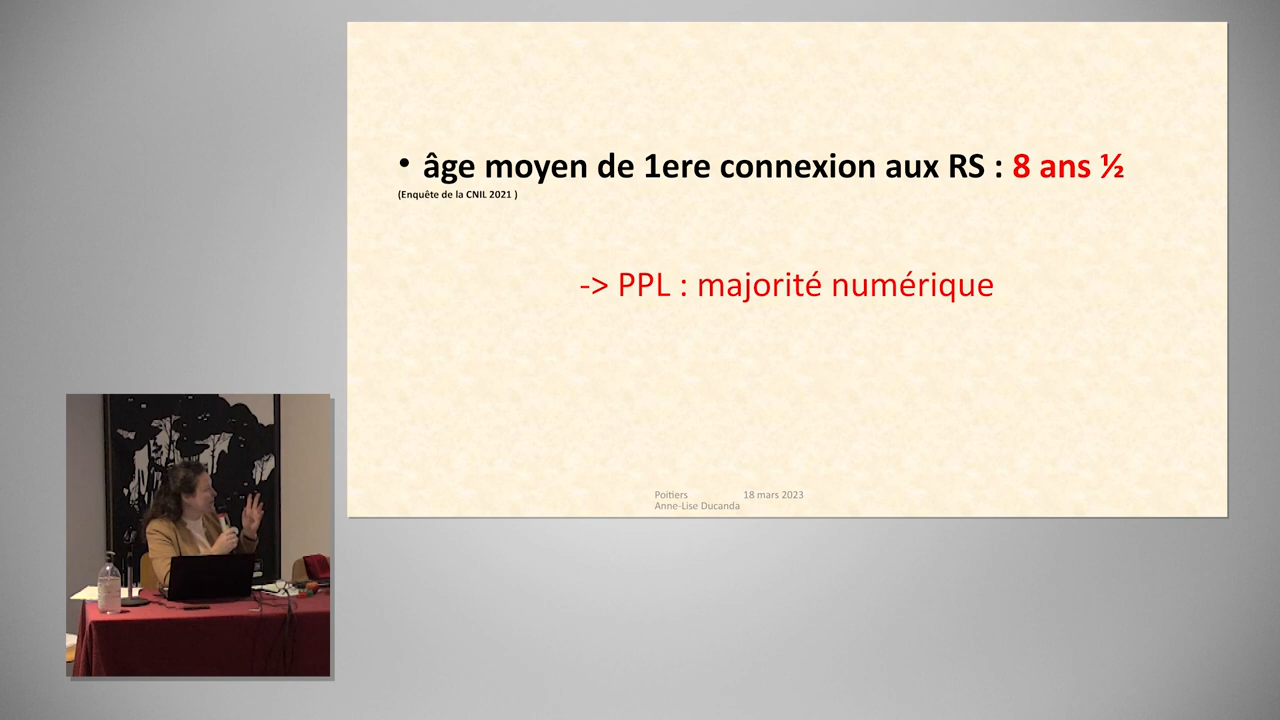 • âge moyen de 1ere connexion aux RS : 8 ans ½
(Enquête de la CNIL 2021 )
-> PPL : majorité numérique
Poitiers 18 mars 2023
Anne-Lise Ducanda